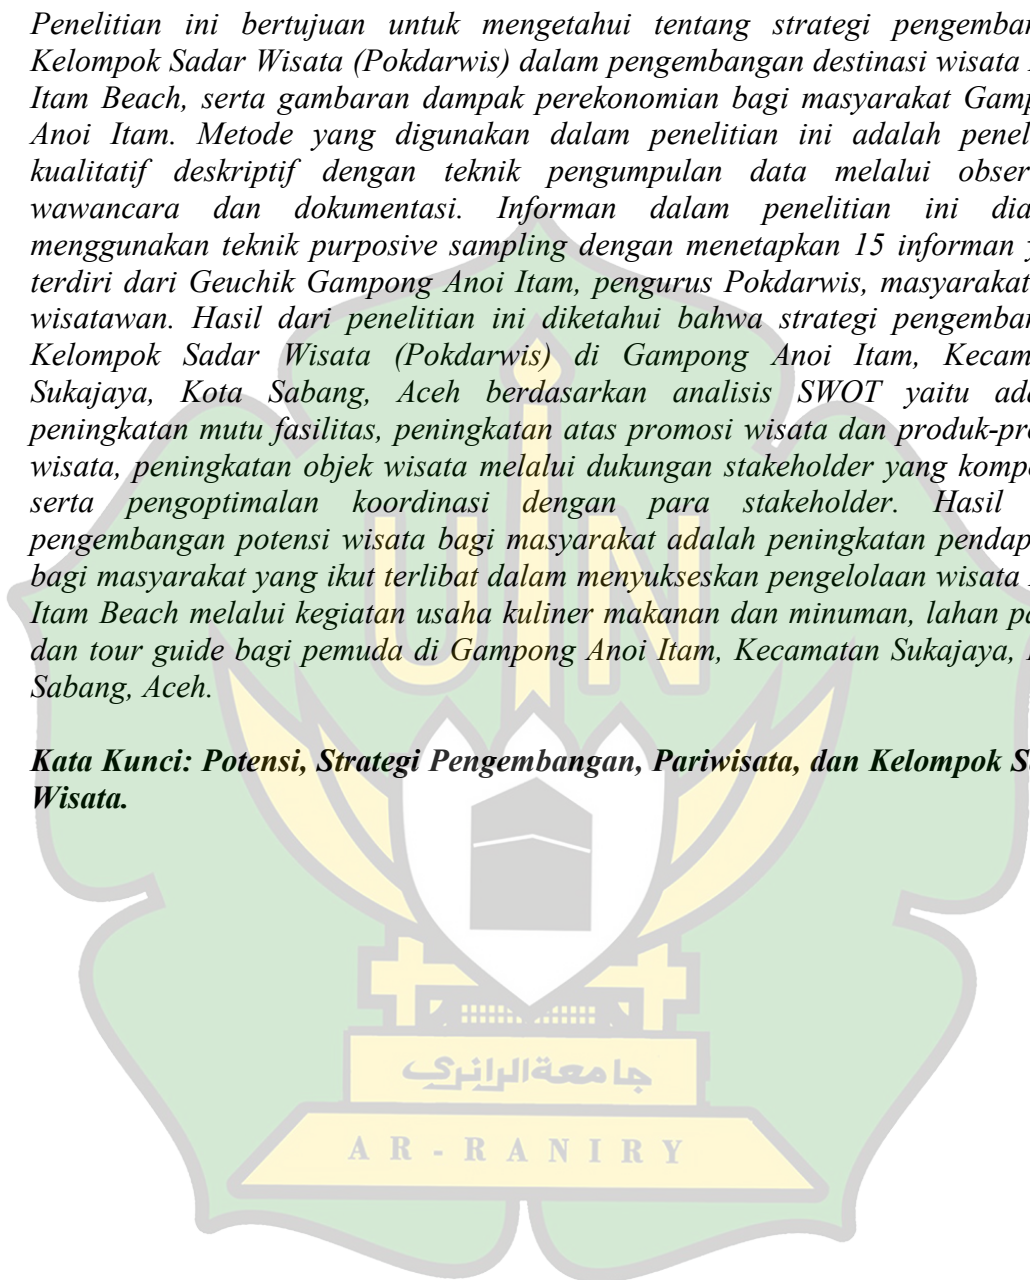 Penelitian ini bertujuan untuk mengetahui tentang strategi pengemban
Kelompok Sadar Wisata (Pokdarwis) dalam pengembangan destinasi wisata
Itam Beach, serta gambaran dampak perekonomian bagi masyarakat Gamp
Anoi Itam. Metode yang digunakan dalam penelitian ini adalah penel
kualitatif deskriptif dengan teknik pengumpulan data melalui obser
wawancara dan dokumentasi. Informan dalam penelitian ini dia
menggunakan teknik purposive sampling dengan menetapkan 15 informan y
terdiri dari Geuchik Gampong Anoi Itam, pengurus Pokdarwis, masyarakat
wisatawan. Hasil dari penelitian ini diketahui bahwa strategi pengemban
Kelompok Sadar Wisata (Pokdarwis) di Gampong Anoi Itam, Kecam
Sukajaya, Kota Sabang, Aceh berdasarkan analisis SWOT yaitu ada
peningkatan mutu fasilitas, peningkatan atas promosi wisata dan produk-pro
wisata, peningkatan objek wisata melalui dukungan stakeholder yang kompe
serta pengoptimalan koordinasi dengan para stakeholder. Hasil
pengembangan potensi wisata bagi masyarakat adalah peningkatan pendap
bagi masyarakat yang ikut terlibat dalam menyukseskan pengelolaan wisata
Itam Beach melalui kegiatan usaha kuliner makanan dan minuman, lahan pa
dan tour guide bagi pemuda di Gampong Anoi Itam, Kecamatan Sukajaya,
Sabang, Aceh.
Kata Kunci: Potensi, Strategi Pengembangan, Pariwisata, dan Kelompok S
Wisata.
UIN
جامعة الرانري
AR-RANIRY